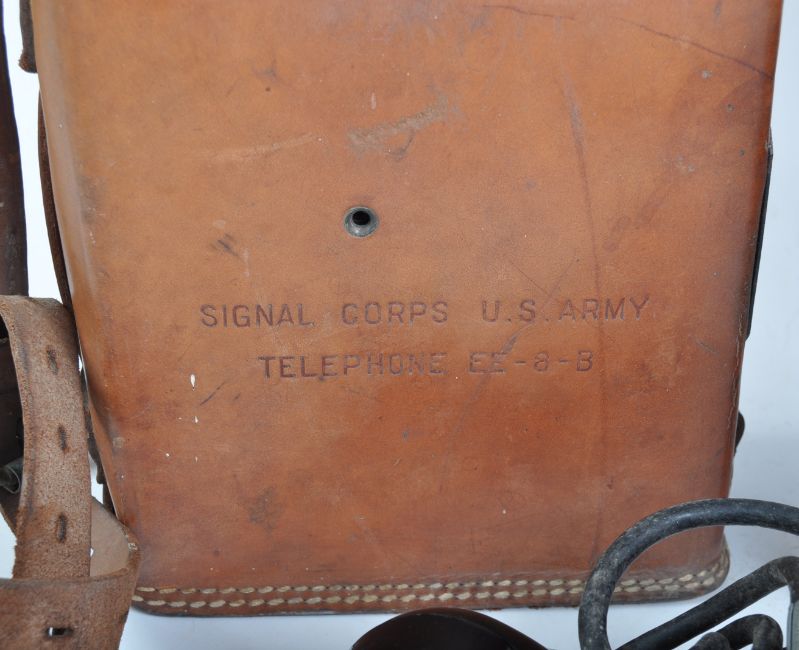 SIGNAL CORPS U.S. ARMY
TELEPHONE EE-8-B